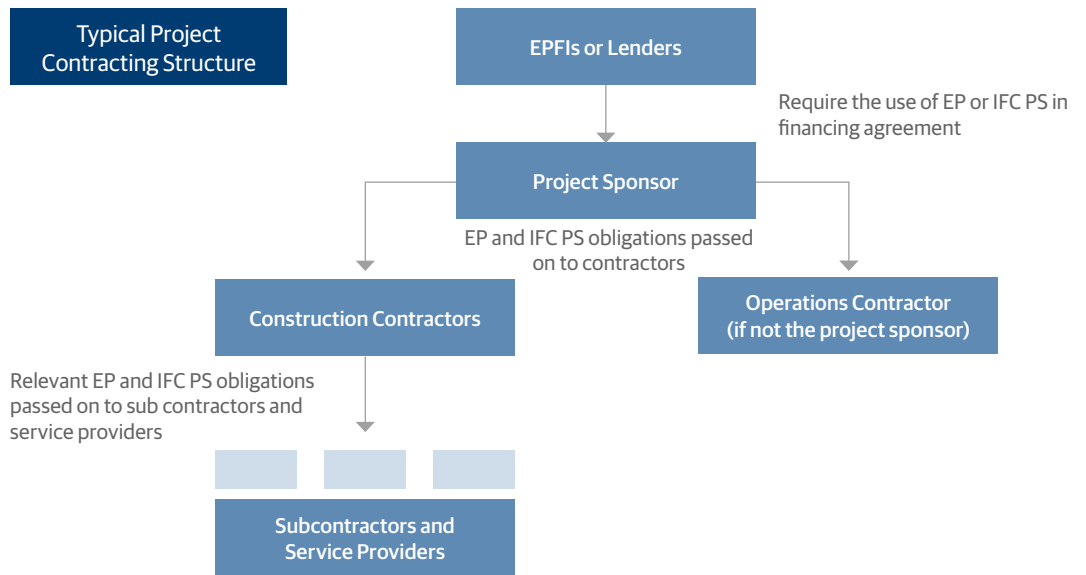 Typical Project
Contracting Structure
EPFIs or Lenders
Require the use of EP or IFC PS in
financing agreement
Project Sponsor
EP and IFC PS obligations passed
on to contractors
Construction Contractors
Operations Contractor
(if not the project sponsor)
Relevant EP and IFC PS obligations
passed on to sub contractors and
service providers
Subcontractors and
Service Providers